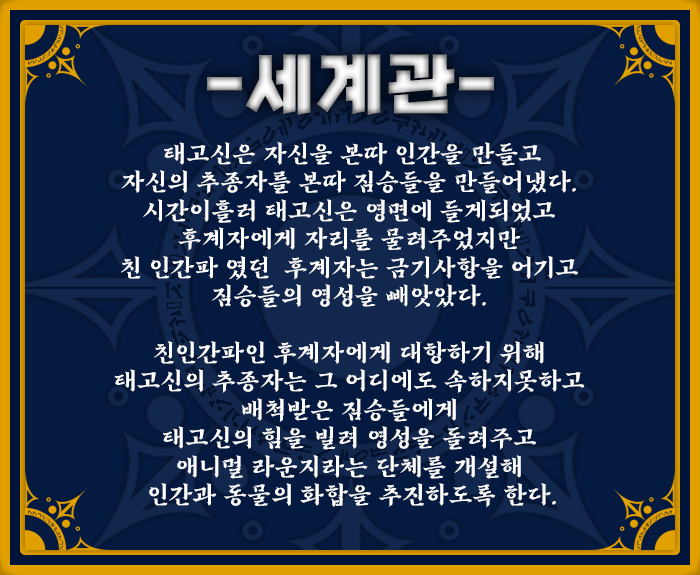 -세계관-
태고신은 자신을 본따 인간을 만들고
자신의 추종자를 본따 짐승들을 만들어냈다.
시간이흘러 태고신은 영면에 들게되었고
후계자에게 자리를 물려주었지만
친 인간파 였던 후계자는 금기사항을 어기고
짐승들의 영성을 빼앗았다.
친인간파인 후계자에게 대항하기 위해
태고신의 추종자는 그 어디에도 속하지못하고
배척받은 짐승들에게
태고신의 힘을 빌려 영성을 돌려주고
애니멀 라운지라는 단체를 개설해
인간과 동물의 화합을 추진하도록 한다.